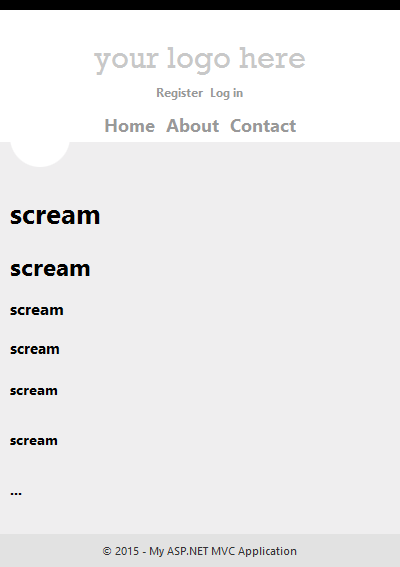 your logo here
Register Log in
Home About Contact
scream
scream
scream
scream
scream
scream
...
© 2015 - My ASP.NET MVC Application